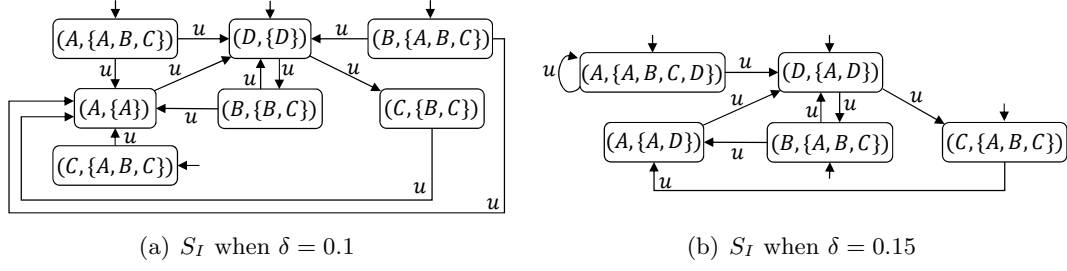 (A,{A,B,C}) u (D,{D}) u (B,{A,B,C})
u u u u u
(A,{A}) u (B,{B,C}) (C,{B,C})
u
(C,{A,B,C}) u u
(a) S_I when δ = 0.1
u (A,{A,B,C,D}) u (D,{A,D})
u u u u
(A,{A,D}) u (B,{A,B,C}) (C,{A,B,C})
u
(b) S_I when δ = 0.15